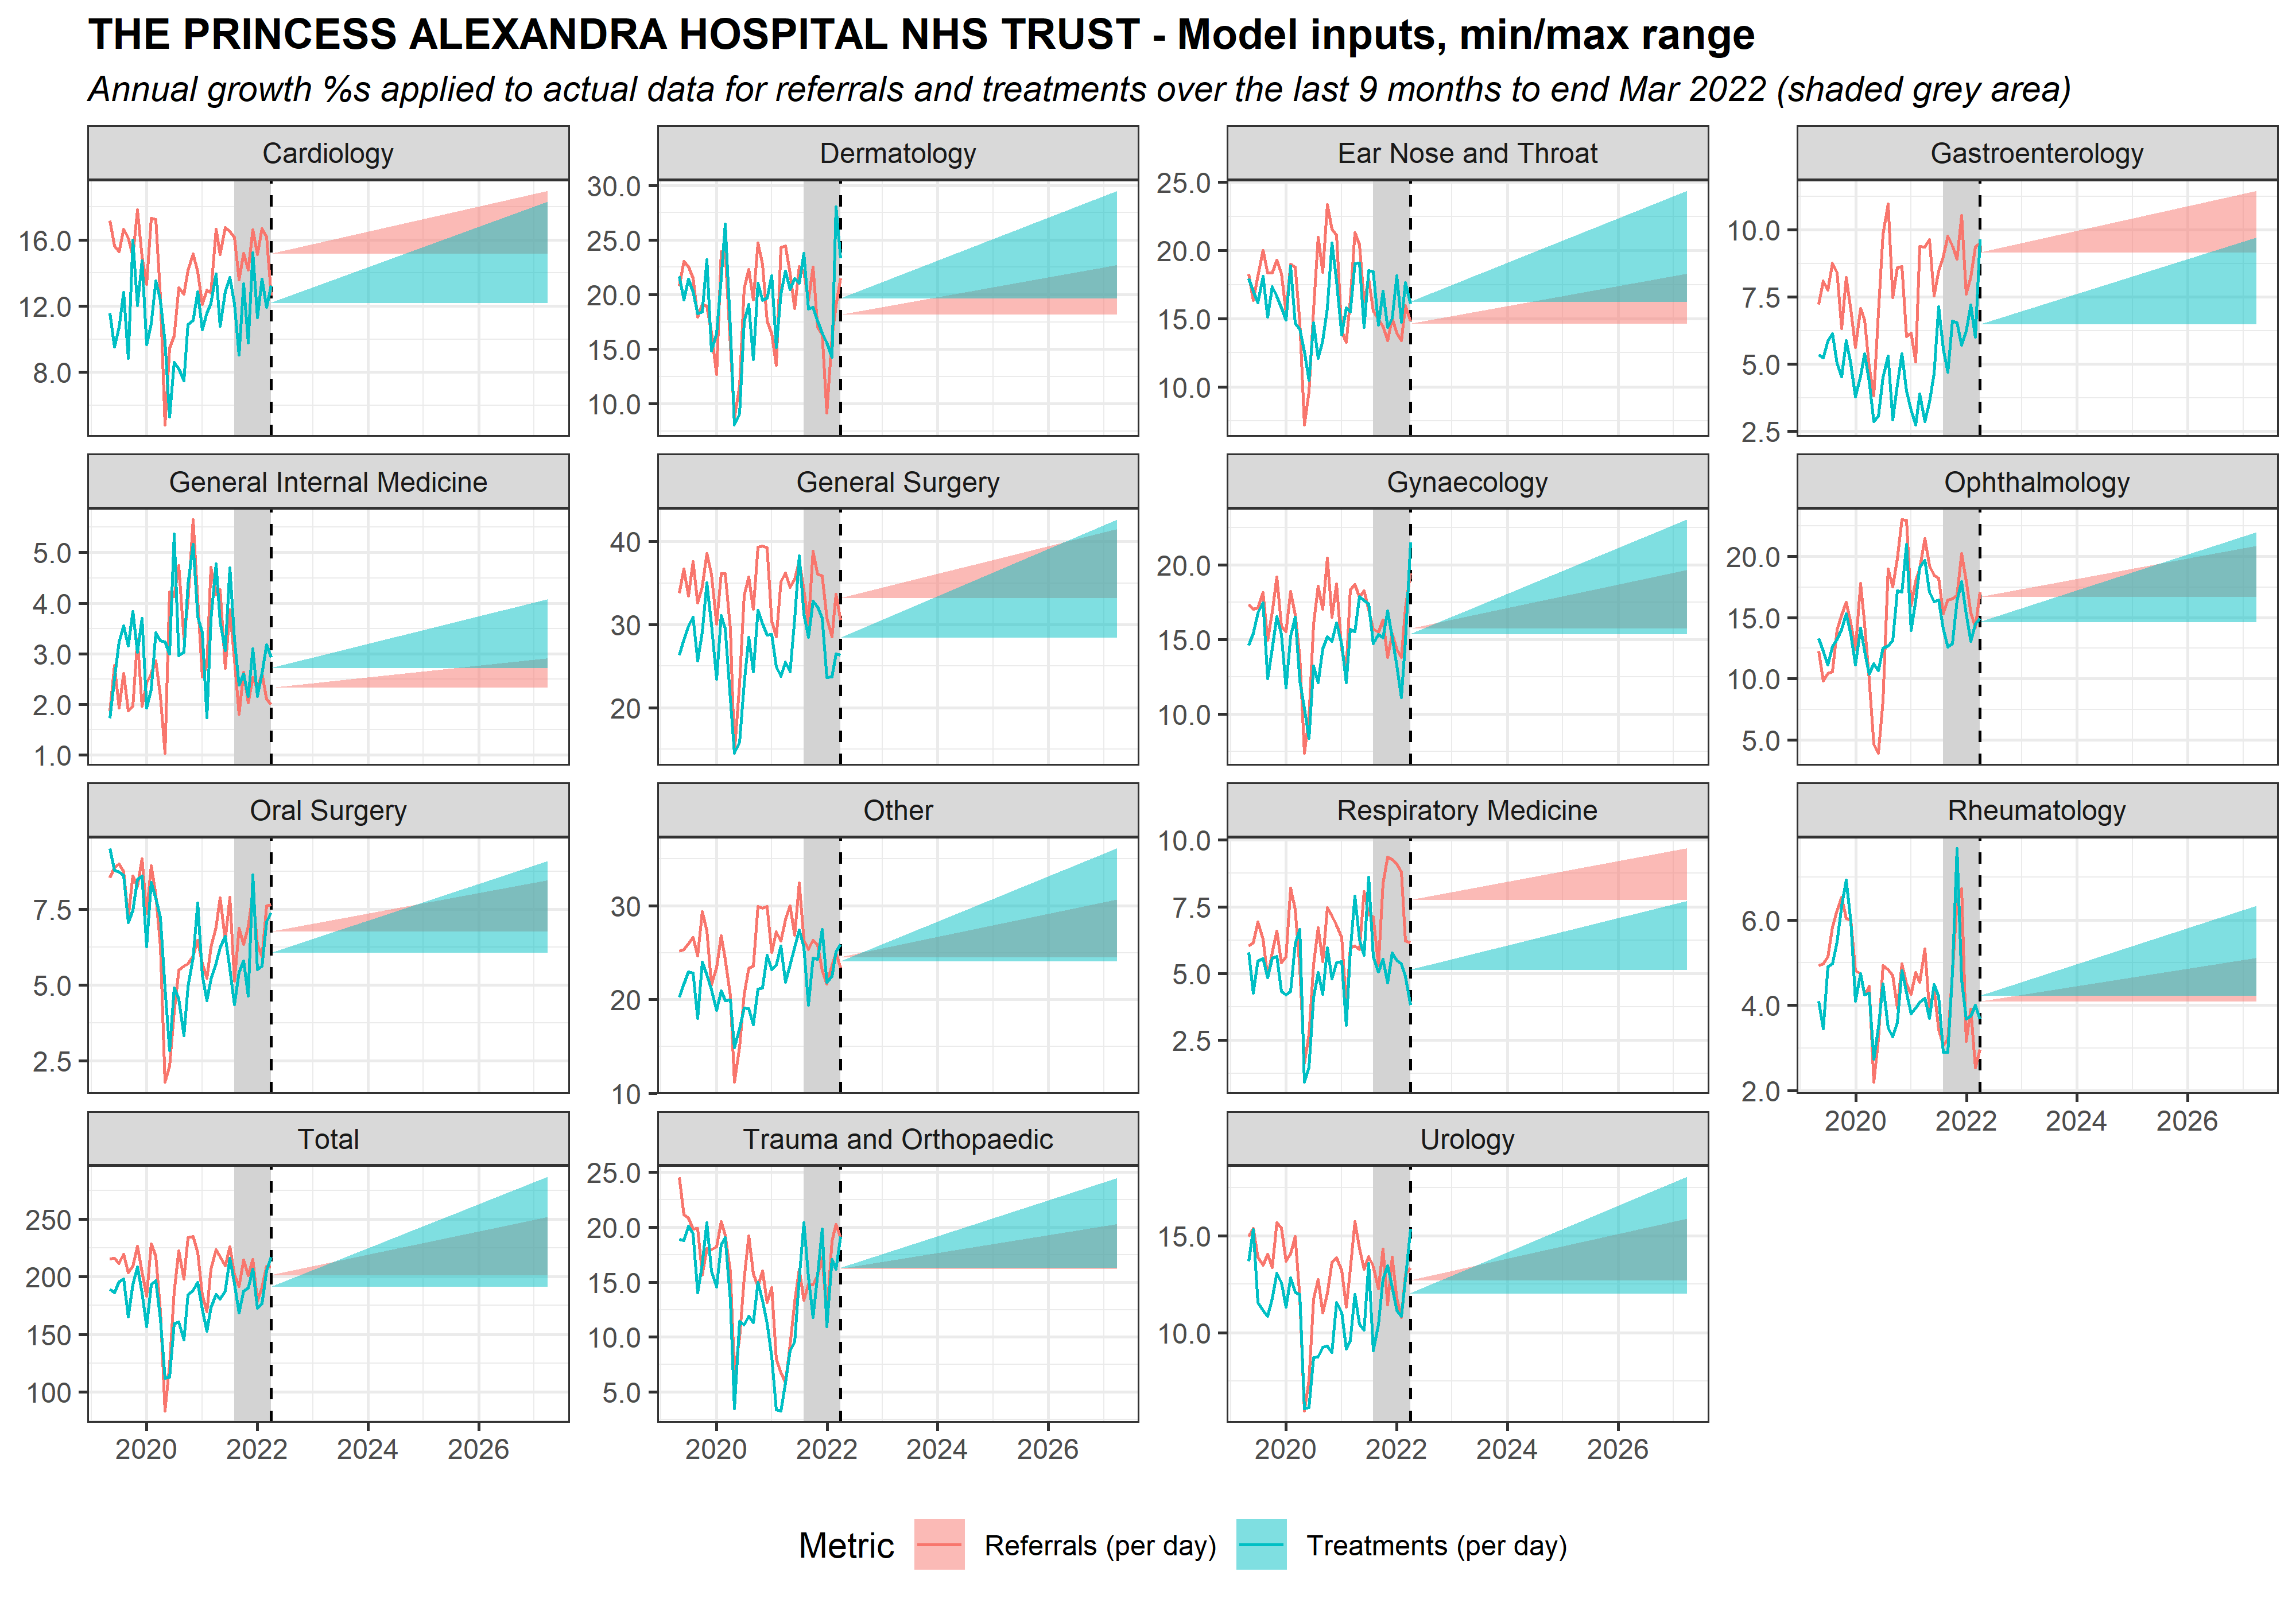 THE PRINCESS ALEXANDRA HOSPITAL NHS TRUST - Model inputs, min/max range
Annual growth %s applied to actual data for referrals and treatments over the last 9 months to end Mar 2022 (shaded grey area)
Cardiology
16.0
12.0
8.0
Dermatology
30.0
25.0
20.0
15.0
10.0
Ear Nose and Throat
25.0
20.0
15.0
10.0
Gastroenterology
10.0
7.5
5.0
2.5
General Internal Medicine
5.0
4.0
3.0
2.0
1.0
General Surgery
40
30
20
Gynaecology
20.0
15.0
10.0
Ophthalmology
20.0
15.0
10.0
5.0
Oral Surgery
7.5
5.0
2.5
Other
30
20
10
Respiratory Medicine
10.0
7.5
5.0
2.5
Rheumatology
6.0
4.0
2.0
2020 2022 2024 2026
Total
250
200
150
100
2020 2022 2024 2026
Trauma and Orthopaedic
25.0
20.0
15.0
10.0
5.0
2020 2022 2024 2026
Urology
15.0
10.0
2020 2022 2024 2026
Metric Referrals (per day) Treatments (per day)